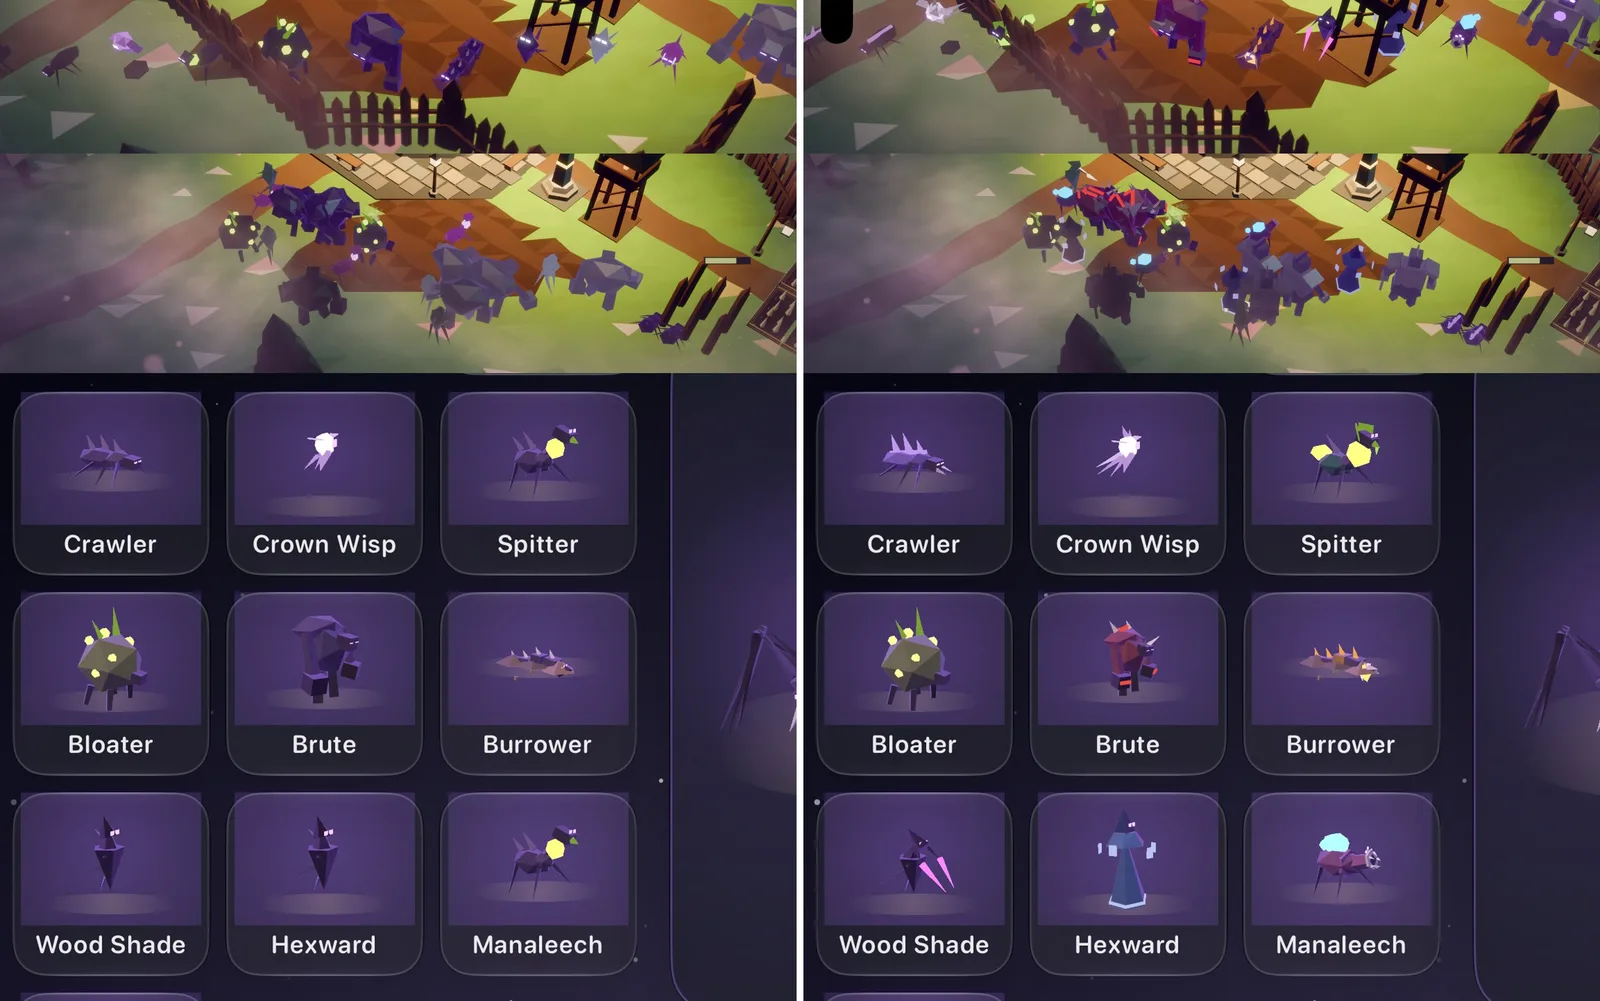 Crawler Crown Wisp Spitter Crawler Crown Wisp Spitter
Bloater Brute Burrower Bloater Brute Burrower
Wood Shade Hexward Manaleech Wood Shade Hexward Manaleech